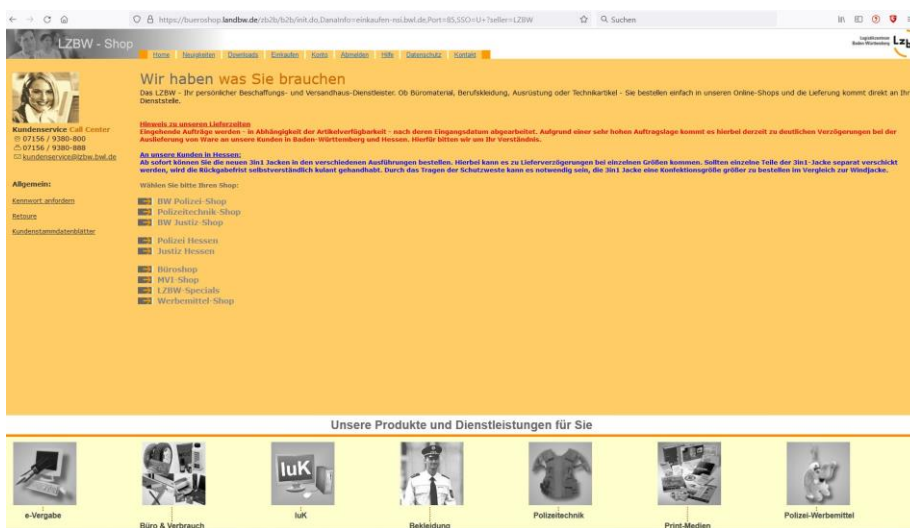 https://bueroshop.landbw.de/zb2b/b2b/init.do,Danainfo=einkaufen-nsi.bwl.de,Port=85,SSO=U+?seller=LZBW
Suchen
LZBW - Shop
Logistikzentrum
Baden-Württemberg
Home Neuigkeiten Downloads Einkaufen Konto Abmelden Hilfe Datenschutz Kontakt
Wir haben was Sie brauchen
Das LZBW - Ihr persönlicher Beschaffungs- und Versandhaus-Dienstleister. Ob Büromaterial, Berufskleidung, Ausrüstung oder Technikartikel - Sie bestellen einfach in unseren Online-Shops und die Lieferung kommt direkt an Ihre
Dienststelle.
Kundenservice Call Center
07156 / 9380-800
07156 / 9380-888
kundenservice@lzbw.bwl.de
Allgemein:
Kennwort anfordern
Retoure
Kundenstammdatenblätter
Hinweis zu unseren Lieferzeiten
Eingehende Aufträge werden - in Abhängigkeit der Artikelverfügbarkeit - nach deren Eingangsdatum abgearbeitet. Aufgrund einer sehr hohen Auftragslage kommt es hierbei derzeit zu deutlichen Verzögerungen bei der
Auslieferung von Ware an unsere Kunden in Baden-Württemberg und Hessen. Hierfür bitten wir um Ihr Verständnis.
An unsere Kunden in Hessen:
Ab sofort können Sie die neuen 3in1 Jacken in den verschiedenen Ausführungen bestellen. Hierbei kann es zu Lieferverzögerungen bei einzelnen Größen kommen. Sollten einzelne Teile der 3in1-Jacke separat verschickt
werden, wird die Rückgabefrist selbstverständlich kulant gehandhabt. Durch das Tragen der Schutzweste kann es notwendig sein, die 3in1 Jacke eine Konfektionsgröße größer zu bestellen im Vergleich zur Windjacke.
Wählen Sie bitte Ihren Shop:
BW Polizei-Shop
Polizeitechnik-Shop
BW Justiz-Shop
Polizei Hessen
Justiz Hessen
Büroshop
MVI-Shop
LZBW-Specials
Werbemittel-Shop
Unsere Produkte und Dienstleistungen für Sie
IuK
e-Vergabe
Büro & Verbrauch
IuK
Bekleidung
Polizeitechnik
Print-Medien
Polizei-Werbemittel